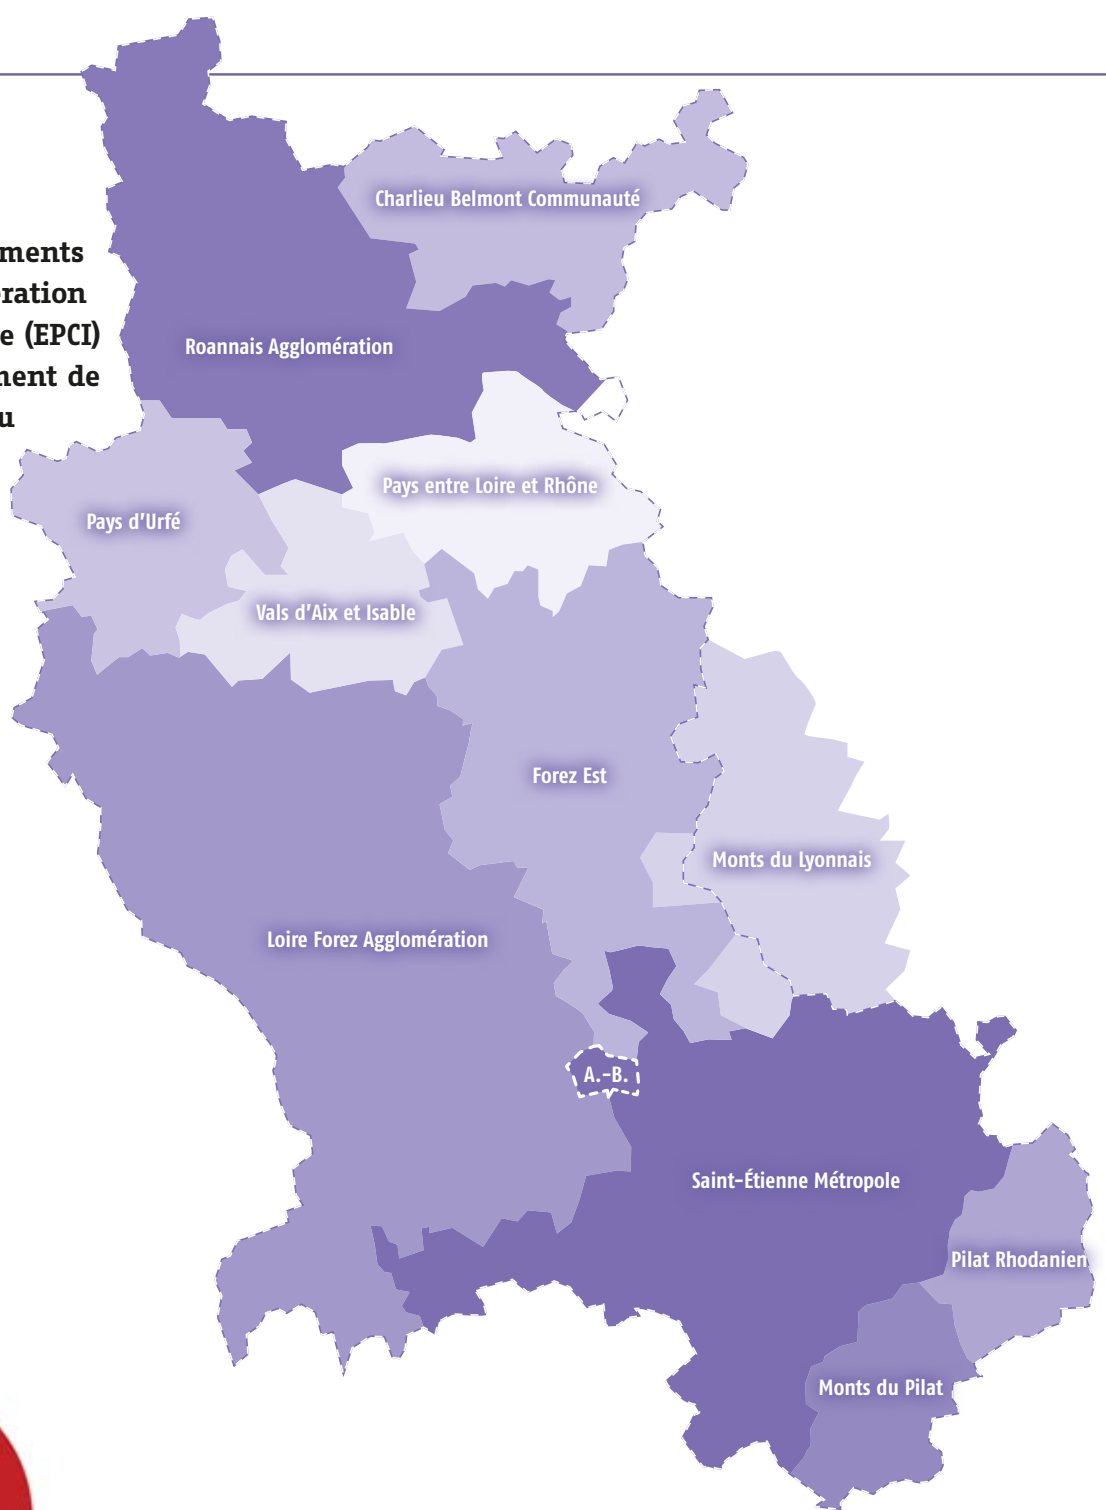 Charlieu Belmont Communauté
ments
ration
e (EPCI)
nent de
u
Roannais Agglomération
Pays entre Loire et Rhône
Pays d'Urfé
Vals d'Aix et Isable
Forez Est
Monts du Lyonnais
Loire Forez Agglomération
A.-B.
Saint-Étienne Métropole
Pilat Rhodanien
Monts du Pilat